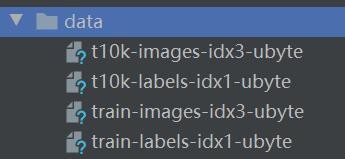 data
t10k-images-idx3-ubyte
t10k-labels-idx1-ubyte
train-images-idx3-ubyte
train-labels-idx1-ubyte